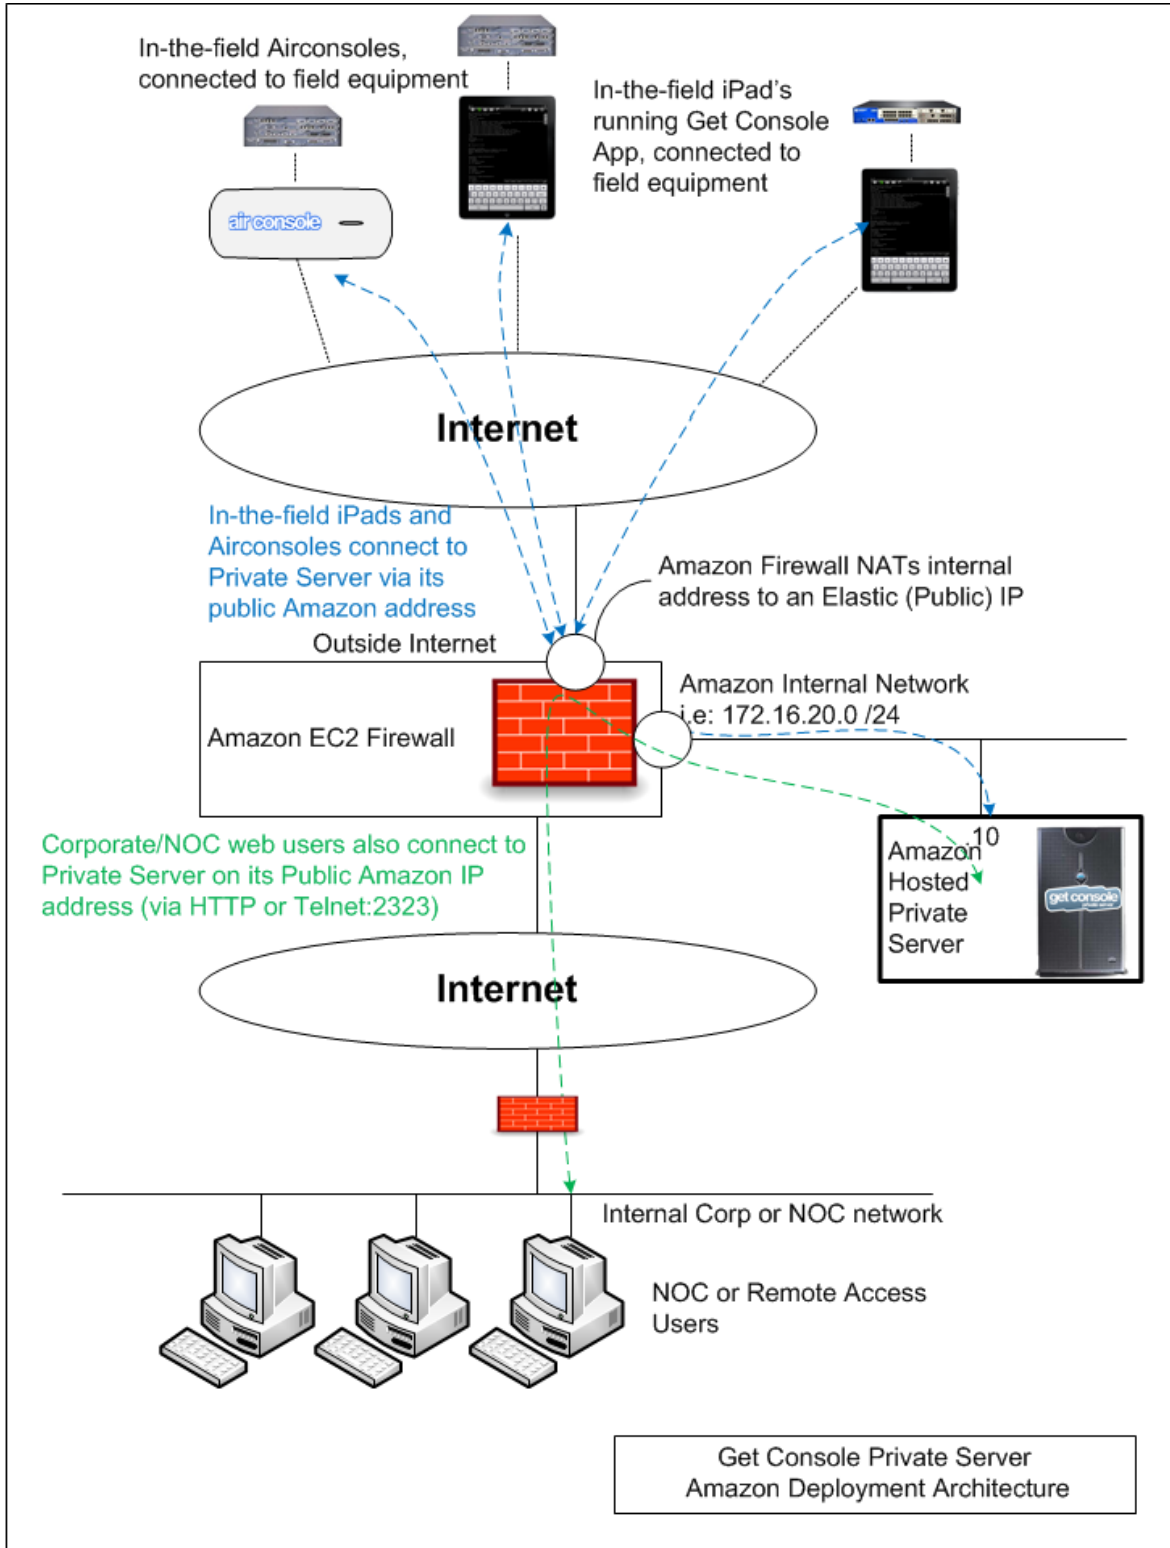 In-the-field Airconsoles,
connected to field equipment
In-the-field iPad's
running Get Console
App, connected to
field equipment
air console
Internet
In-the-field iPads and
Airconsoles connect to
Private Server via its
public Amazon address
Amazon Firewall NATs internal
address to an Elastic (Public) IP
Outside Internet
Amazon Internal Network
i.e: 172.16.20.0 /24
Amazon EC2 Firewall
Corporate/NOC web users also connect to
Private Server on its Public Amazon IP
address (via HTTP or Telnet:2323)
.10
Amazon
Hosted
Private
Server
get console
private server
Internet
Internal Corp or NOC network
NOC or Remote Access
Users
Get Console Private Server
Amazon Deployment Architecture